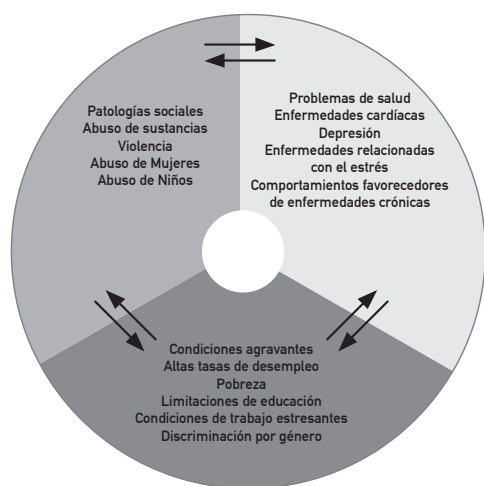 Patologías sociales
Abuso de sustancias
Violencia
Abuso de Mujeres
Abuso de Niños
Problemas de salud
Enfermedades cardíacas
Depresión
Enfermedades relacionadas
con el estrés
Comportamientos favorecedores
de enfermedades crónicas
Condiciones agravantes
Altas tasas de desempleo
Pobreza
Limitaciones de educación
Condiciones de trabajo estresantes
Discriminación por género